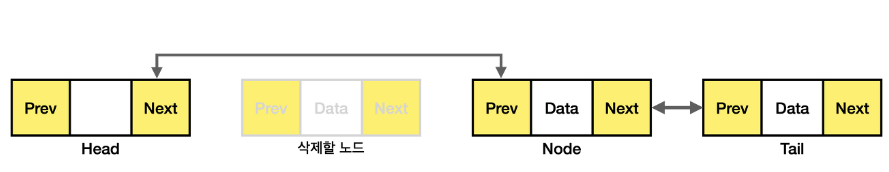 Prev Next Prev Data Next Prev Data Next Prev Data Next
Head 삭제할 노드 Node Tail